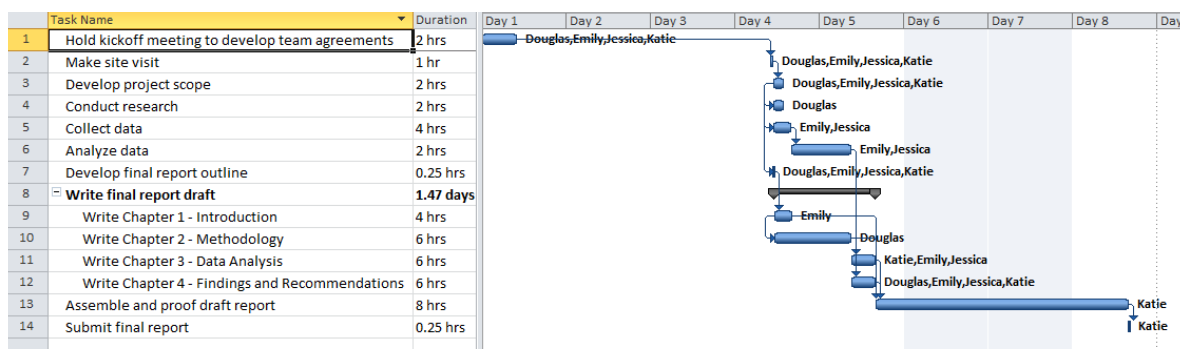 Task Name Duration Day 1 Day 2 Day 3 Day 4 Day 5 Day 6 Day 7 Day 8 Day
1 Hold kickoff meeting to develop team agreements 2 hrs Douglas,Emily,Jessica,Katie
2 Make site visit 1 hr Douglas,Emily,Jessica,Katie
3 Develop project scope 2 hrs Douglas,Emily,Jessica,Katie
4 Conduct research 2 hrs Douglas
5 Collect data 4 hrs Emily,Jessica
6 Analyze data 2 hrs Emily,Jessica
7 Develop final report outline 0.25 hrs Douglas,Emily,Jessica,Katie
8 Write final report draft 1.47 days
9 Write Chapter 1 - Introduction 4 hrs Emily
10 Write Chapter 2 - Methodology 6 hrs Douglas
11 Write Chapter 3 - Data Analysis 6 hrs Katie,Emily,Jessica
12 Write Chapter 4 - Findings and Recommendations 6 hrs Douglas,Emily,Jessica,Katie
13 Assemble and proof draft report 8 hrs Katie
14 Submit final report 0.25 hrs Katie